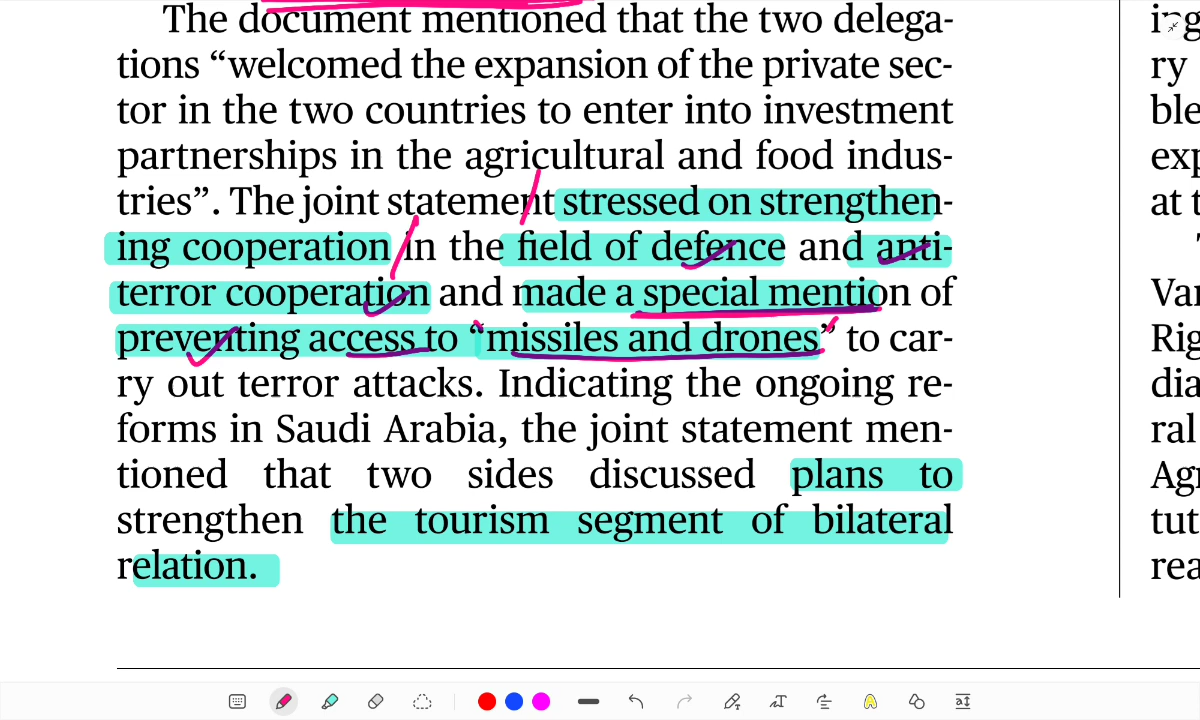 The document mentioned that the two delega-
tions “welcomed the expansion of the private sec-
tor in the two countries to enter into investment
partnerships in the agricultural and food indus-
tries”. The joint statement stressed on strengthen-
ing cooperation in the field of defence and anti-
terror cooperation and made a special mention of
preventing access to “missiles and drones” to car-
ry out terror attacks. Indicating the ongoing re-
forms in Saudi Arabia, the joint statement men-
tioned that two sides discussed plans to
strengthen the tourism segment of bilateral
relation.
ry
ble
exp
at t
Var
Rig
dia
ral
Agr
tut
rea